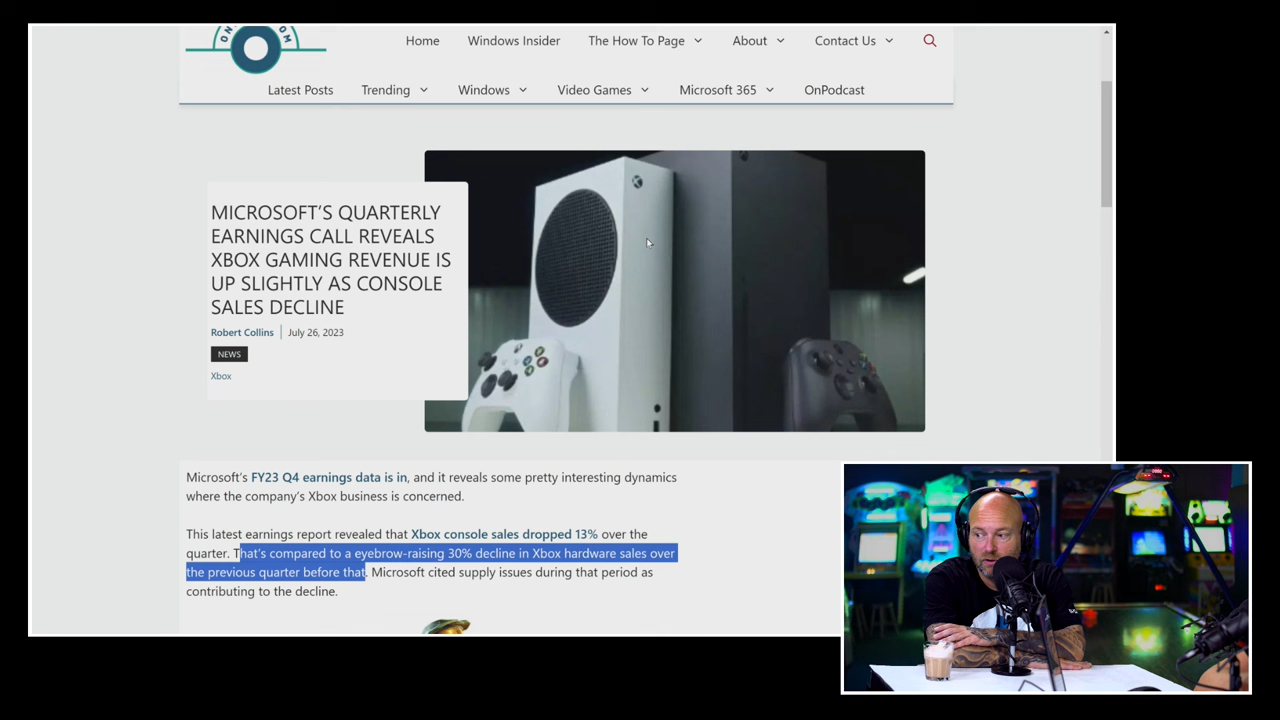 Home Windows Insider The How To Page About Contact Us
Latest Posts Trending Windows Video Games Microsoft 365 OnPodcast
MICROSOFT'S QUARTERLY
EARNINGS CALL REVEALS
XBOX GAMING REVENUE IS
UP SLIGHTLY AS CONSOLE
SALES DECLINE
Robert Collins | July 26, 2023
NEWS
Xbox
Microsoft's FY23 Q4 earnings data is in, and it reveals some pretty interesting dynamics
where the company's Xbox business is concerned.
This latest earnings report revealed that Xbox console sales dropped 13% over the
quarter. That's compared to a eyebrow-raising 30% decline in Xbox hardware sales over
the previous quarter before that. Microsoft cited supply issues during that period as
contributing to the decline.